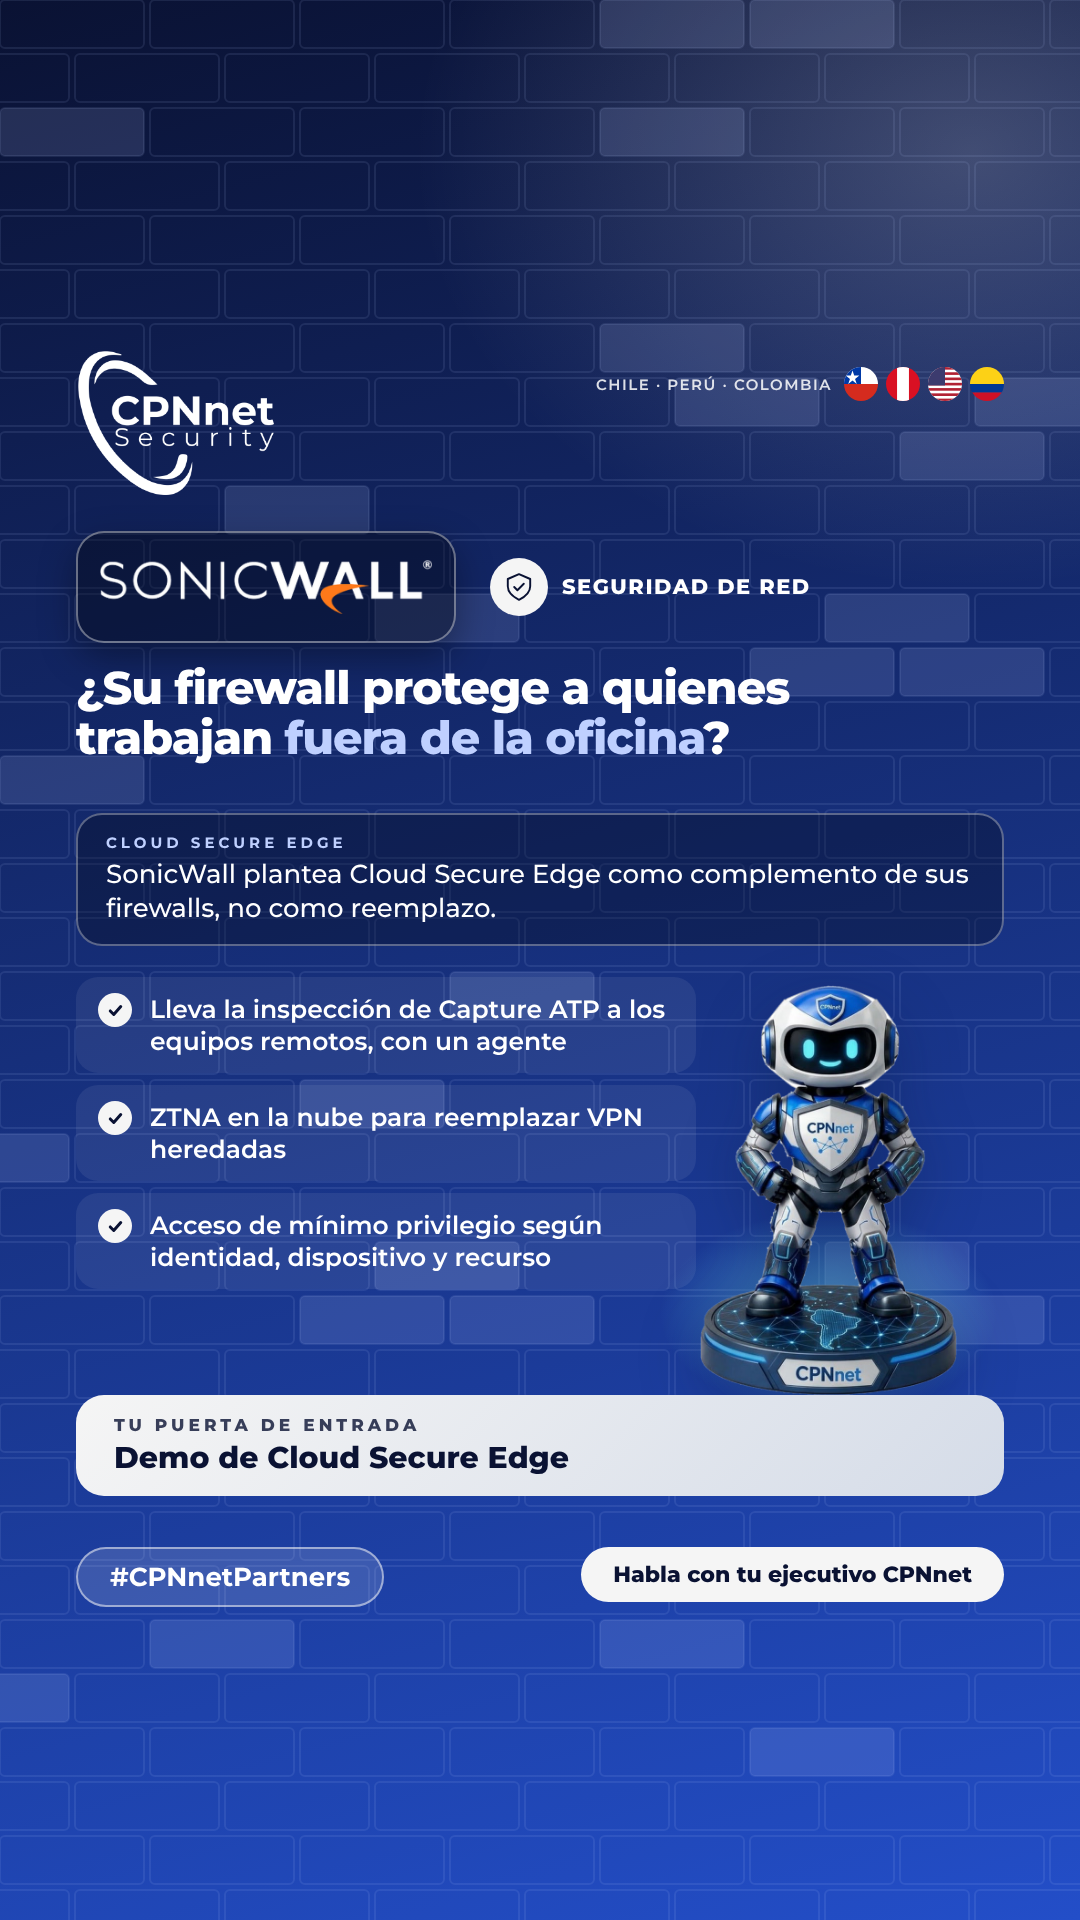 CPNnet
Security
CHILE · PERÚ · COLOMBIA
SONICWALL®
SEGURIDAD DE RED
¿Su firewall protege a quienes
trabajan fuera de la oficina?
CLOUD SECURE EDGE
SonicWall plantea Cloud Secure Edge como complemento de sus
firewalls, no como reemplazo.
Lleva la inspección de Capture ATP a los
equipos remotos, con un agente
ZTNA en la nube para reemplazar VPN
heredadas
Acceso de mínimo privilegio según
identidad, dispositivo y recurso
CPNnet
CPNnet
CPNnet
TU PUERTA DE ENTRADA
Demo de Cloud Secure Edge
#CPNnetPartners
Habla con tu ejecutivo CPNnet